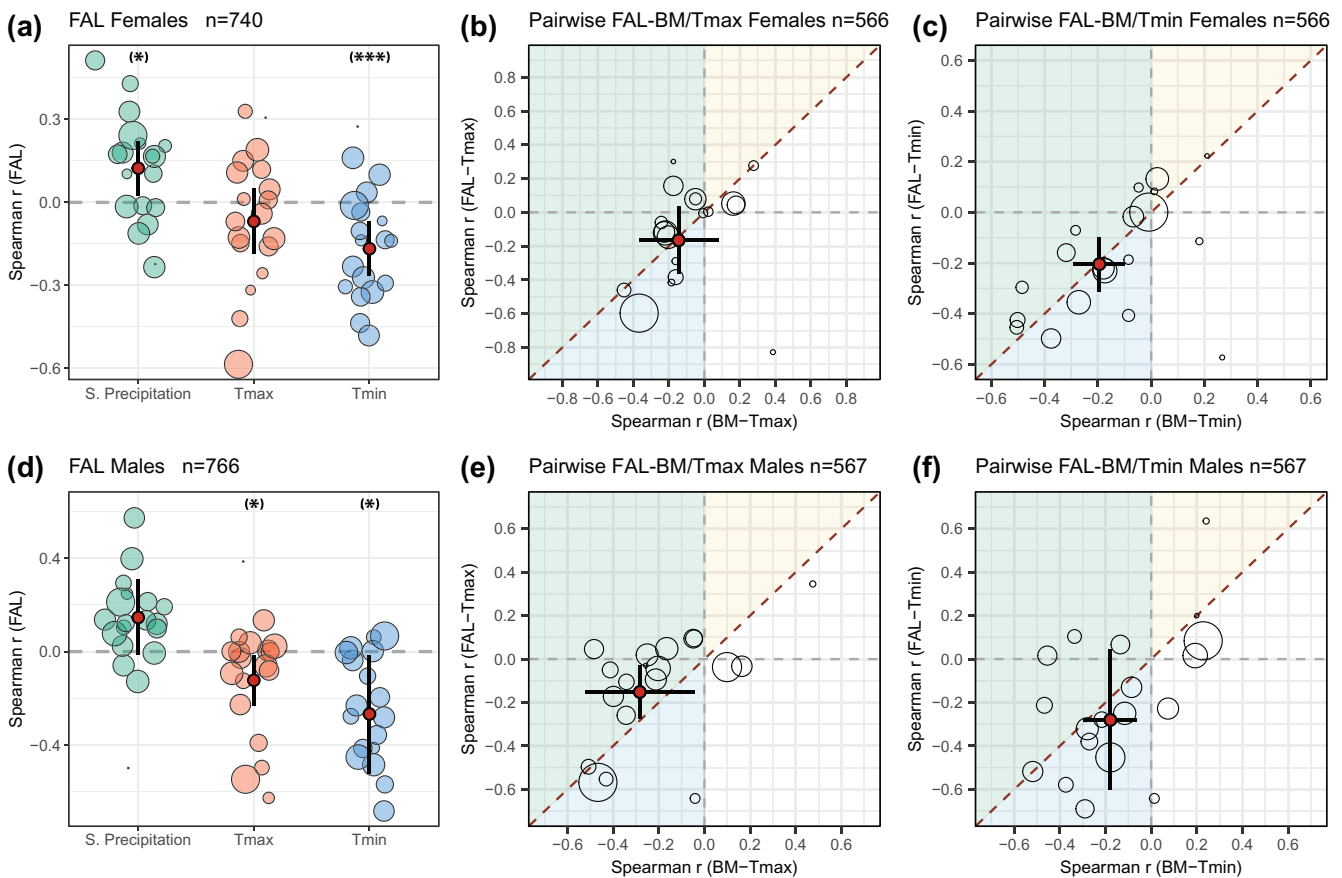 (a) FAL Females n=740
(*) (***)
0.3
0.0
−0.3
−0.6
Spearman r (FAL)
S. Precipitation Tmax Tmin
(b) Pairwise FAL-BM/Tmax Females n=566
0.8
0.6
0.4
0.2
0.0
−0.2
−0.4
−0.6
−0.8
Spearman r (FAL−Tmax)
−0.8 −0.6 −0.4 −0.2 0.0 0.2 0.4 0.6 0.8
Spearman r (BM−Tmax)
(c) Pairwise FAL-BM/Tmin Females n=566
0.6
0.4
0.2
0.0
−0.2
−0.4
−0.6
Spearman r (FAL−Tmin)
−0.6 −0.4 −0.2 0.0 0.2 0.4 0.6
Spearman r (BM−Tmin)
(d) FAL Males n=766
(*) (*)
0.4
0.0
−0.4
Spearman r (FAL)
S. Precipitation Tmax Tmin
(e) Pairwise FAL-BM/Tmax Males n=567
0.6
0.4
0.2
0.0
−0.2
−0.4
−0.6
Spearman r (FAL−Tmax)
−0.6 −0.4 −0.2 0.0 0.2 0.4 0.6
Spearman r (BM−Tmax)
(f) Pairwise FAL-BM/Tmin Males n=567
0.6
0.4
0.2
0.0
−0.2
−0.4
−0.6
Spearman r (FAL−Tmin)
−0.6 −0.4 −0.2 0.0 0.2 0.4 0.6
Spearman r (BM−Tmin)